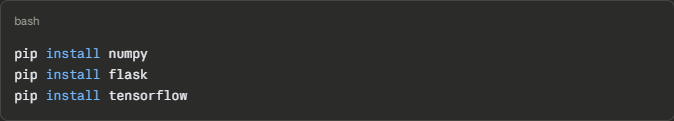 bash
pip install numpy
pip install flask
pip install tensorflow